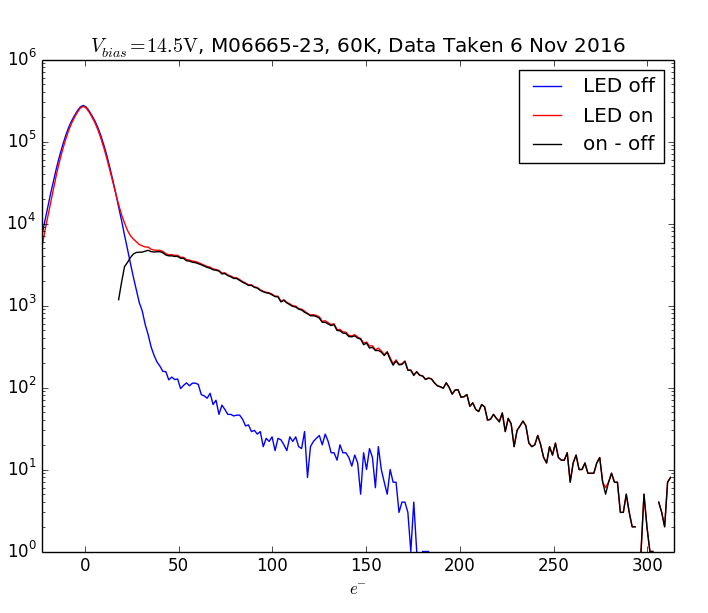 V_bias = 14.5V, M06665-23, 60K, Data Taken 6 Nov 2016
10^6
10^5
10^4
10^3
10^2
10^1
10^0
LED off
LED on
on - off
0 50 100 150 200 250 300
e^-